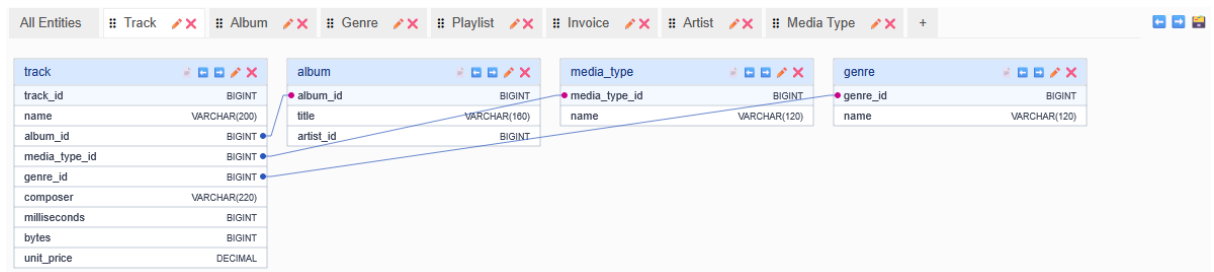 All Entities Track Album Genre Playlist Invoice Artist Media Type +
track album media_type genre
track_id BIGINT album_id BIGINT media_type_id BIGINT genre_id BIGINT
name VARCHAR(200) title VARCHAR(160) name VARCHAR(120) name VARCHAR(120)
album_id BIGINT artist_id BIGINT
media_type_id BIGINT
genre_id BIGINT
composer VARCHAR(220)
milliseconds BIGINT
bytes BIGINT
unit_price DECIMAL